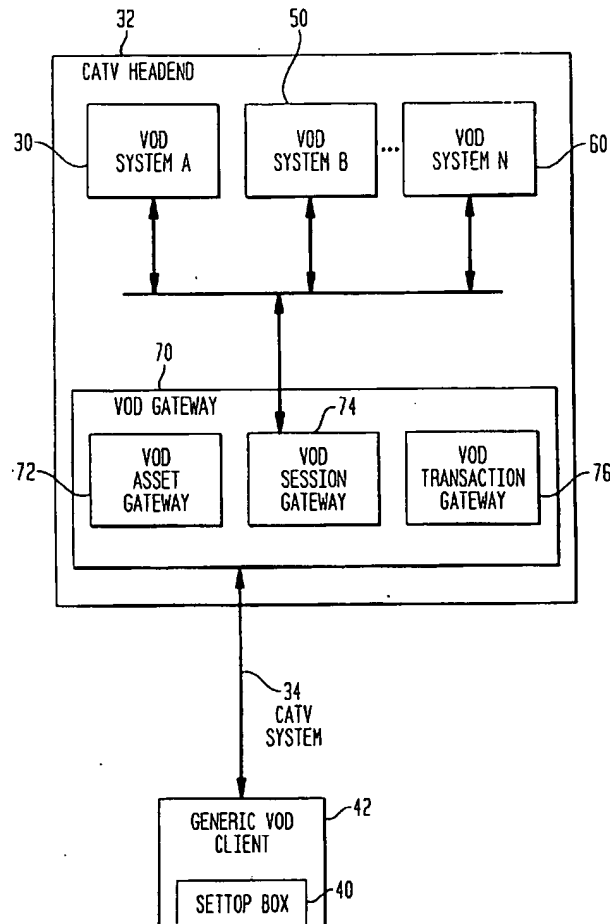 32
50
CATV HEADEND
30
VOD
SYSTEM A
VOD
SYSTEM B
...
VOD
SYSTEM N
60
70
VOD GATEWAY
74
72
VOD
ASSET
GATEWAY
VOD
SESSION
GATEWAY
VOD
TRANSACTION
GATEWAY
76
34
CATV
SYSTEM
GENERIC VOD
CLIENT
42
SETTOP BOX
40